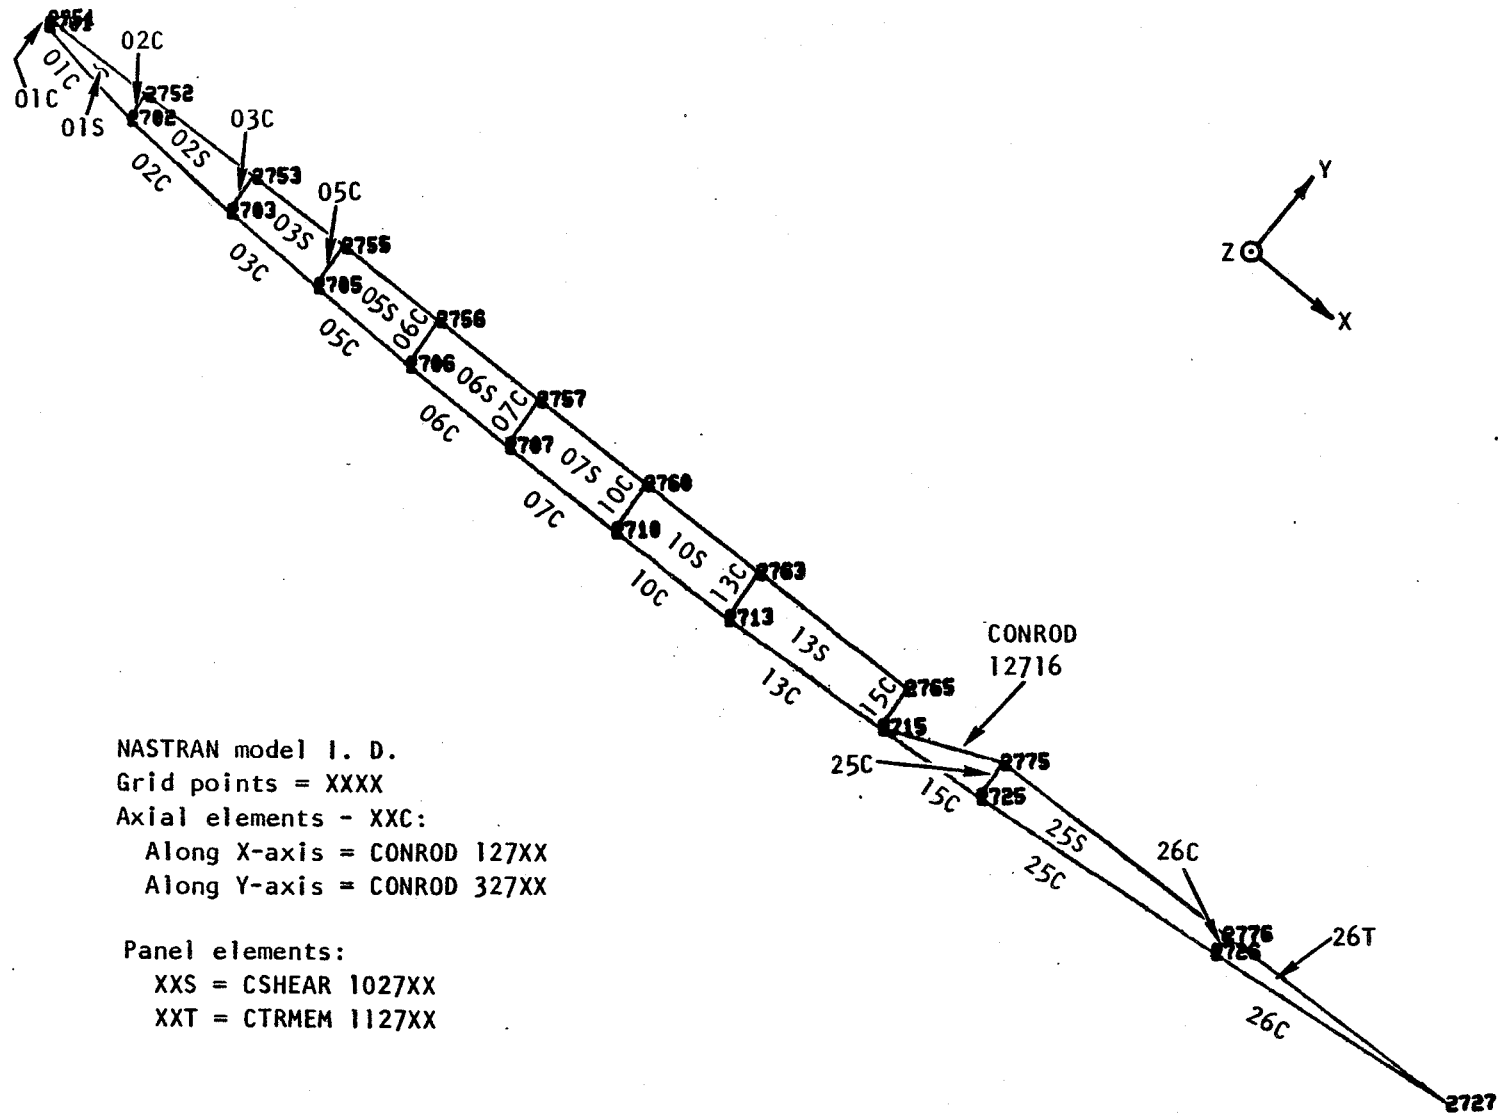 2754
02C
01C
2752
01C
01S
2702
03C
02S
02C
2753
05C
2703
03S
2755
03C
2705
05S
06C
2756
05C
2706
06S
07C
2757
06C
2707
07S
10C
2760
07C
2710
10S
13C
2763
10C
2713
13S
13C
15C
2765
2715
CONROD
12716
25C
2775
15C
2725
25S
25C
26C
2776
2726
26T
26C
2727
Y
Z
X
NASTRAN model I. D.
Grid points = XXXX
Axial elements - XXC:
Along X-axis = CONROD 127XX
Along Y-axis = CONROD 327XX
Panel elements:
XXS = CSHEAR 1027XX
XXT = CTRMEM 1127XX